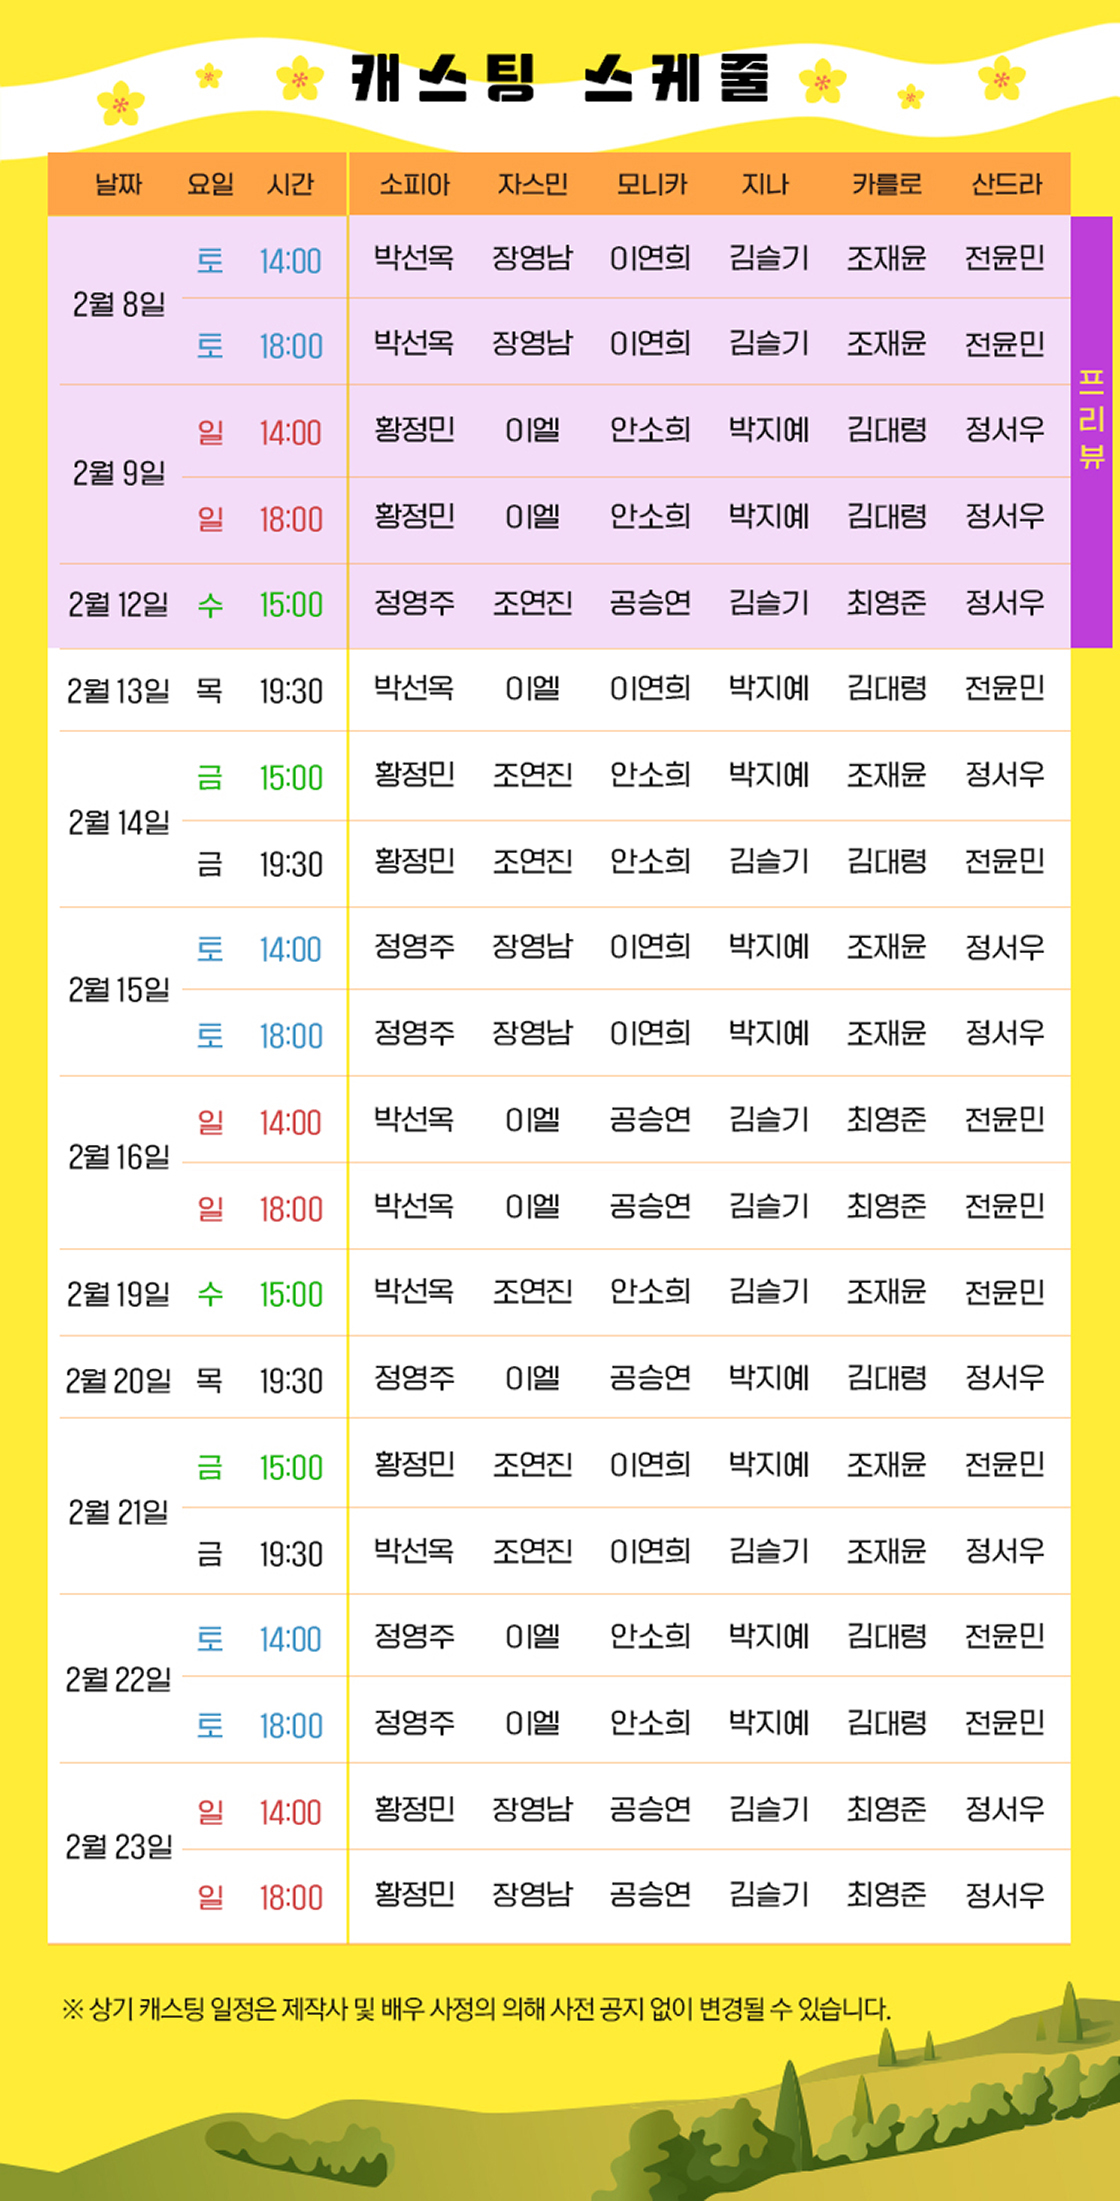 캐스팅 스케줄
날짜 요일 시간 소피아 자스민 모니카 지나 카를로 산드라
2월 8일 토 14:00 박선옥 장영남 이연희 김슬기 조재윤 전윤민
토 18:00 박선옥 장영남 이연희 김슬기 조재윤 전윤민
2월 9일 일 14:00 황정민 이엘 안소희 박지예 김대령 정서우
일 18:00 황정민 이엘 안소희 박지예 김대령 정서우
2월 12일 수 15:00 정영주 조연진 공승연 김슬기 최영준 정서우
프리뷰
2월 13일 목 19:30 박선옥 이엘 이연희 박지예 김대령 전윤민
2월 14일 금 15:00 황정민 조연진 안소희 박지예 조재윤 정서우
금 19:30 황정민 조연진 안소희 김슬기 김대령 전윤민
2월 15일 토 14:00 정영주 장영남 이연희 박지예 조재윤 정서우
토 18:00 정영주 장영남 이연희 박지예 조재윤 정서우
2월 16일 일 14:00 박선옥 이엘 공승연 김슬기 최영준 전윤민
일 18:00 박선옥 이엘 공승연 김슬기 최영준 전윤민
2월 19일 수 15:00 박선옥 조연진 안소희 김슬기 조재윤 전윤민
2월 20일 목 19:30 정영주 이엘 공승연 박지예 김대령 정서우
2월 21일 금 15:00 황정민 조연진 이연희 박지예 조재윤 전윤민
금 19:30 박선옥 조연진 이연희 김슬기 조재윤 정서우
2월 22일 토 14:00 정영주 이엘 안소희 박지예 김대령 전윤민
토 18:00 정영주 이엘 안소희 박지예 김대령 전윤민
2월 23일 일 14:00 황정민 장영남 공승연 김슬기 최영준 정서우
일 18:00 황정민 장영남 공승연 김슬기 최영준 정서우
※ 상기 캐스팅 일정은 제작사 및 배우 사정의 의해 사전 공지 없이 변경될 수 있습니다.